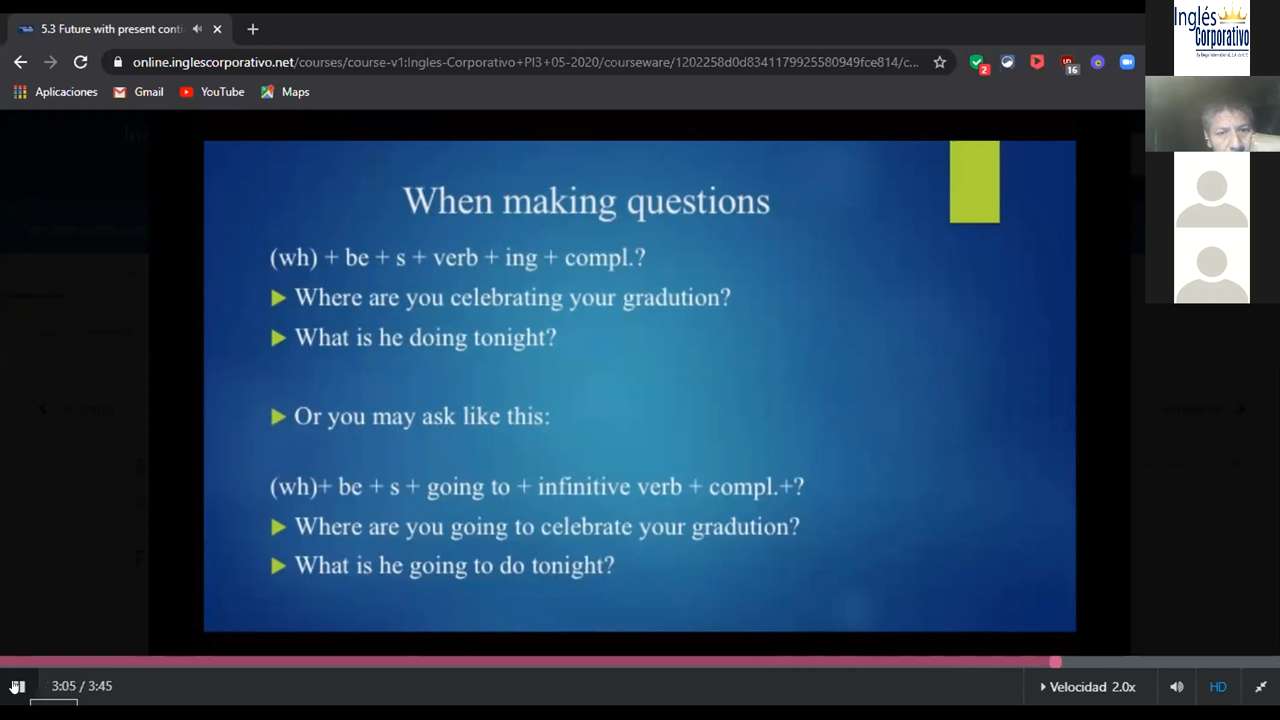 5.3 Future with present conti
online.inglescorporativo.net/courses/course-v1:Ingles-Corporativo+PI5+05-2020/courseware/1202258d0d8341179925580949fce814/c...
2
16
Aplicaciones
Gmail
YouTube
Maps
Inglés
Corporativo
When making questions
(wh) + be + s + verb + ing + compl.?
Where are you celebrating your gradution?
What is he doing tonight?
Or you may ask like this:
(wh)+ be + s + going to + infinitive verb + compl.+?
Where are you going to celebrate your gradution?
What is he going to do tonight?
3:05 / 3:45
Velocidad 2.0x
HD